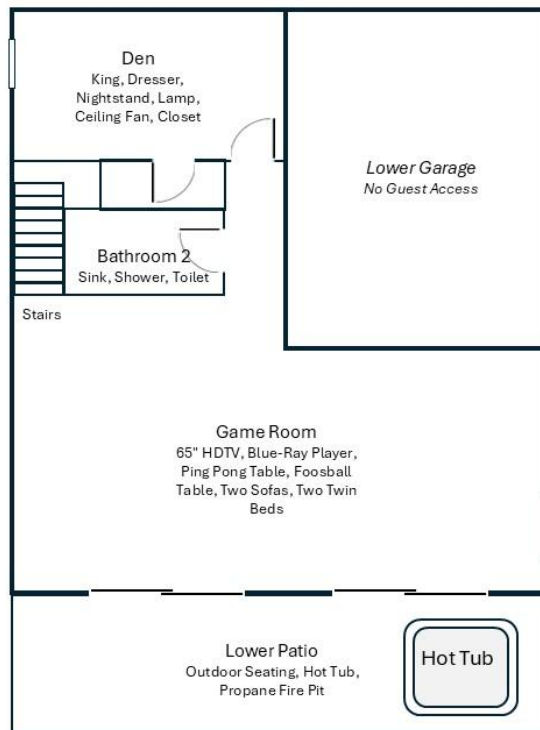 Den
King, Dresser,
Nightstand, Lamp,
Ceiling Fan, Closet
Lower Garage
No Guest Access
Bathroom 2
Sink, Shower, Toilet
Stairs
Game Room
65" HDTV, Blue-Ray Player,
Ping Pong Table, Foosball
Table, Two Sofas, Two Twin
Beds
Lower Patio
Outdoor Seating, Hot Tub,
Propane Fire Pit
Hot Tub